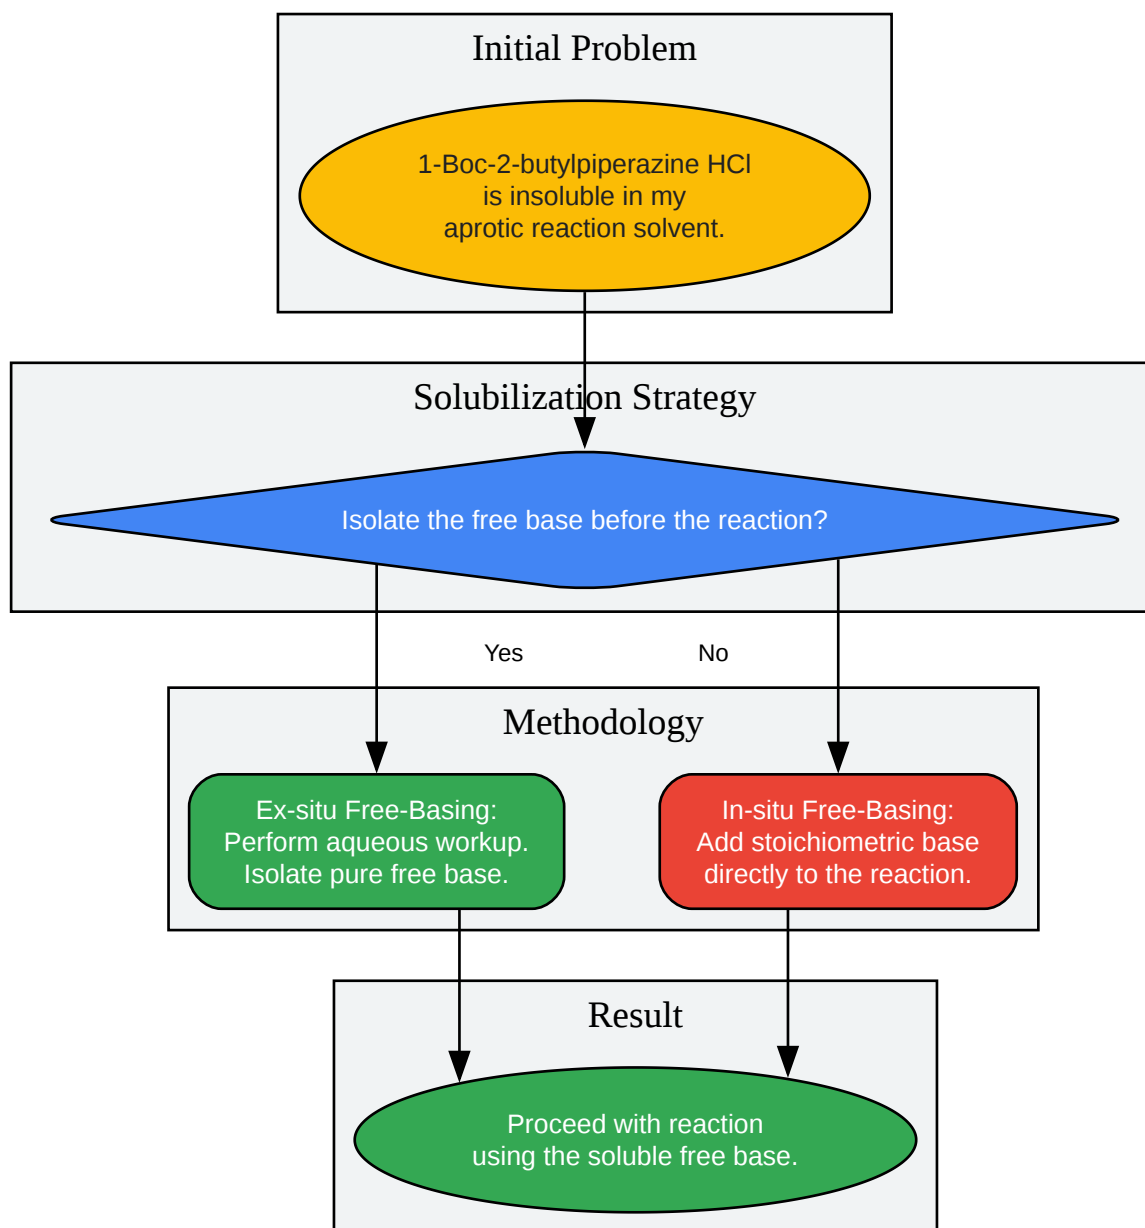 Initial Problem
1-Boc-2-butylpiperazine HCl
is insoluble in my
aprotic reaction solvent.
Solubilization Strategy
Isolate the free base before the reaction?
Yes
No
Methodology
Ex-situ Free-Basing:
Perform aqueous workup.
Isolate pure free base.
In-situ Free-Basing:
Add stoichiometric base
directly to the reaction.
Result
Proceed with reaction
using the soluble free base.